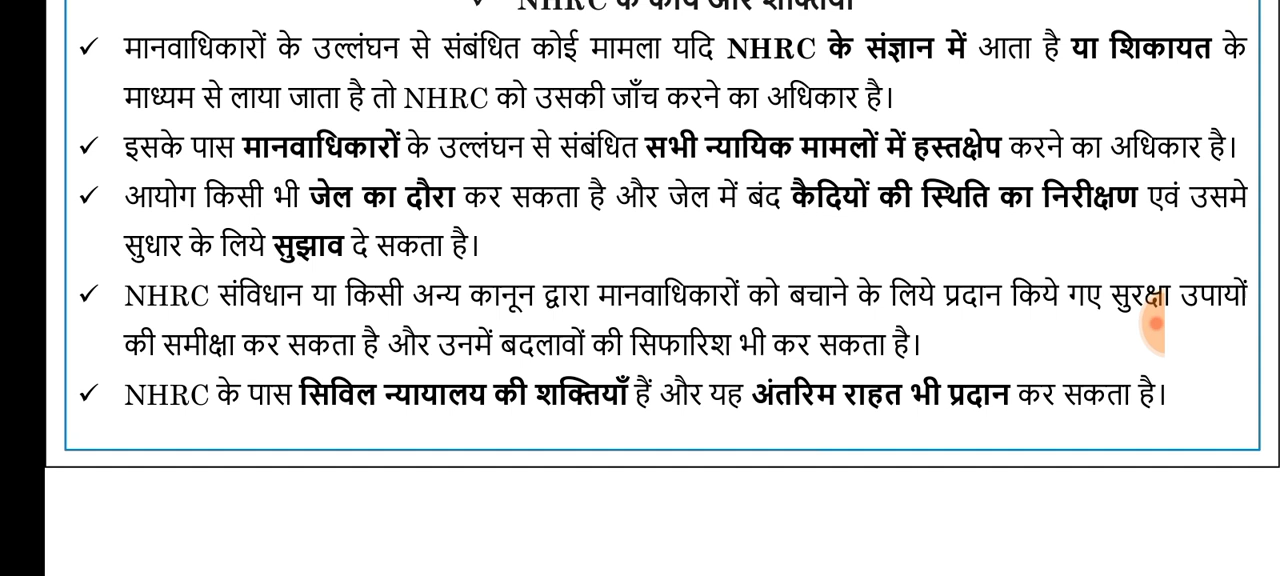 ✓ NHRC के कार्य और शक्तियाँ
✓ मानवाधिकारों के उल्लंघन से संबंधित कोई मामला यदि NHRC के संज्ञान में आता है या शिकायत के
माध्यम से लाया जाता है तो NHRC को उसकी जाँच करने का अधिकार है।
✓ इसके पास मानवाधिकारों के उल्लंघन से संबंधित सभी न्यायिक मामलों में हस्तक्षेप करने का अधिकार है।
✓ आयोग किसी भी जेल का दौरा कर सकता है और जेल में बंद कैदियों की स्थिति का निरीक्षण एवं उसमे
सुधार के लिये सुझाव दे सकता है।
✓ NHRC संविधान या किसी अन्य कानून द्वारा मानवाधिकारों को बचाने के लिये प्रदान किये गए सुरक्षा उपायों
की समीक्षा कर सकता है और उनमें बदलावों की सिफारिश भी कर सकता है।
✓ NHRC के पास सिविल न्यायालय की शक्तियाँ हैं और यह अंतरिम राहत भी प्रदान कर सकता है।